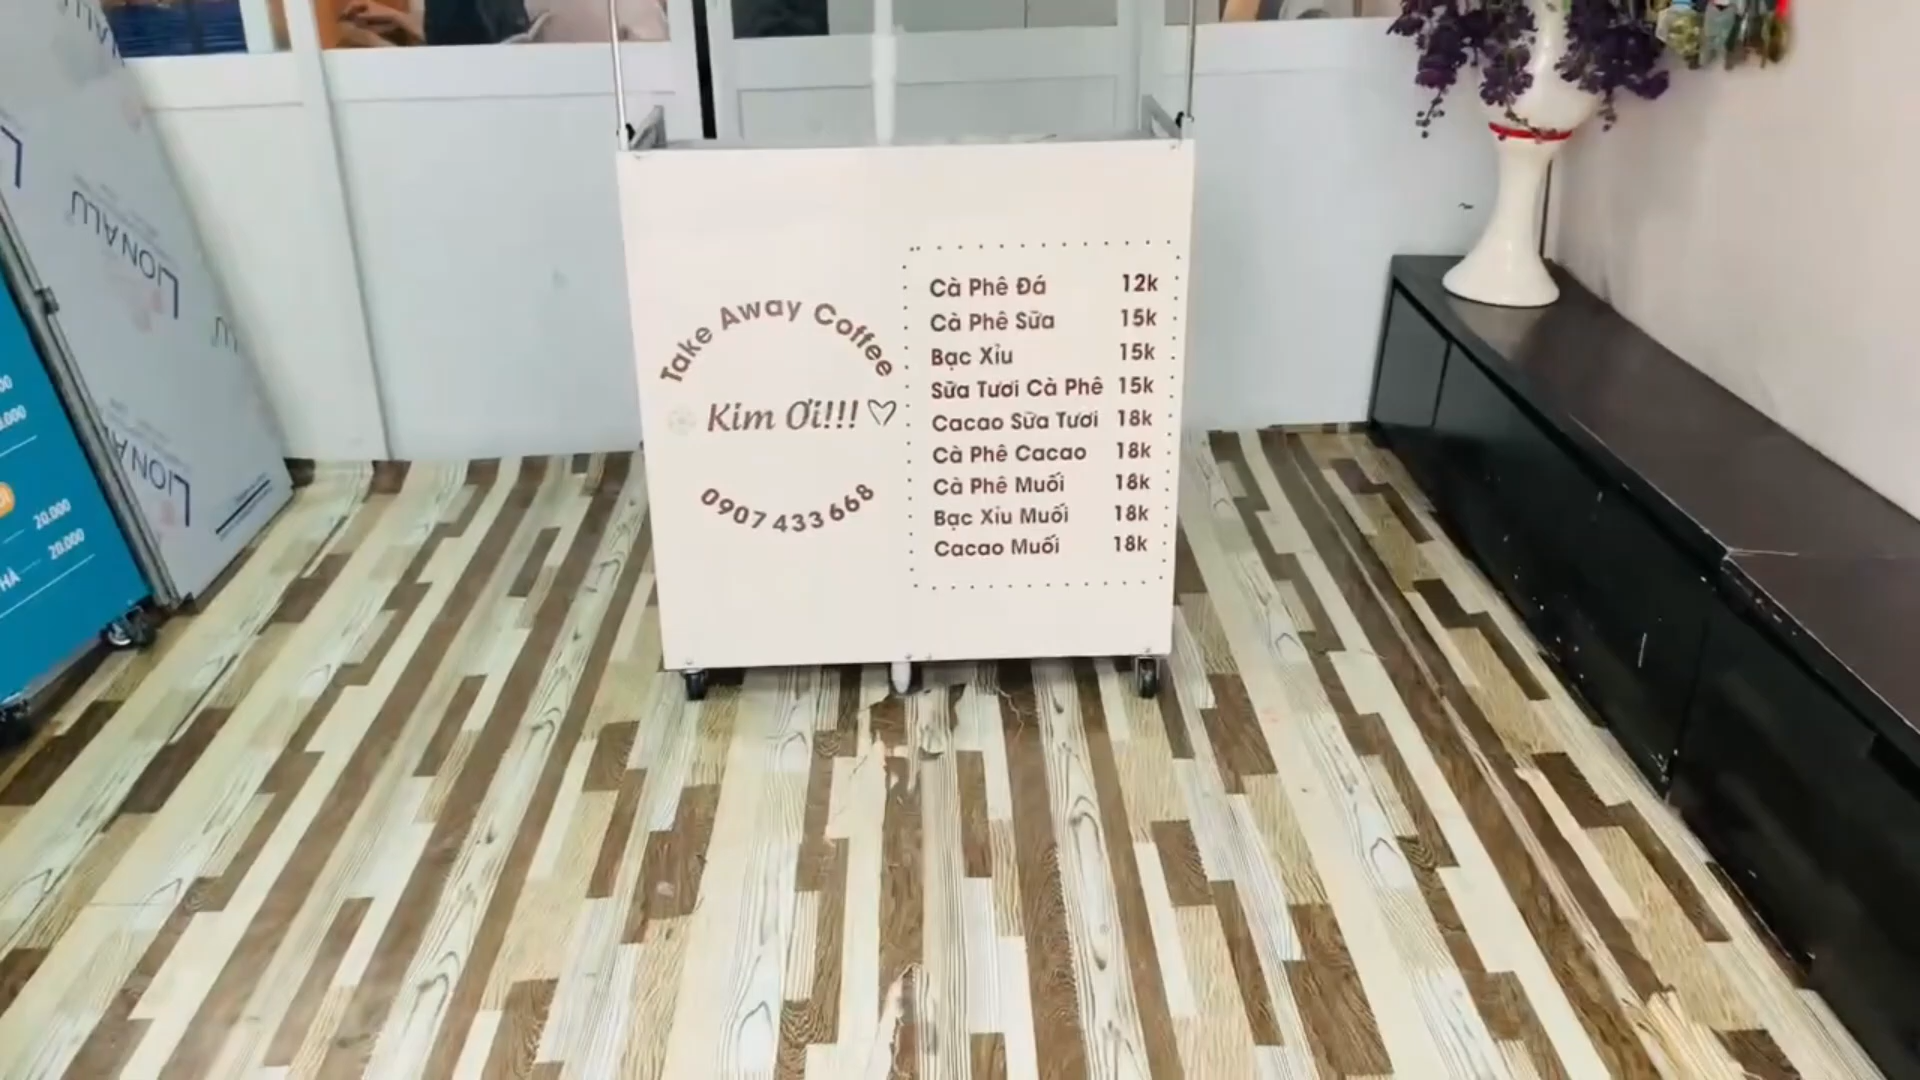 Take Away Coffee
Kim Ơi!!!
0907 433 668
Cà Phê Đá 12k
Cà Phê Sữa 15k
Bạc Xỉu 15k
Sữa Tươi Cà Phê 15k
Cacao Sữa Tươi 18k
Cà Phê Cacao 18k
Cà Phê Muối 18k
Bạc Xỉu Muối 18k
Cacao Muối 18k
LIONALU
LIONALU
20.000
20.000